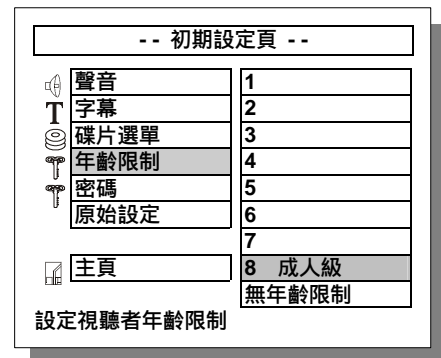 -- 初期設定頁 --
聲音
T 字幕
碟片選單
年齡限制
密碼
原始設定
主頁
1
2
3
4
5
6
7
8 成人級
無年齡限制
設定視聽者年齡限制